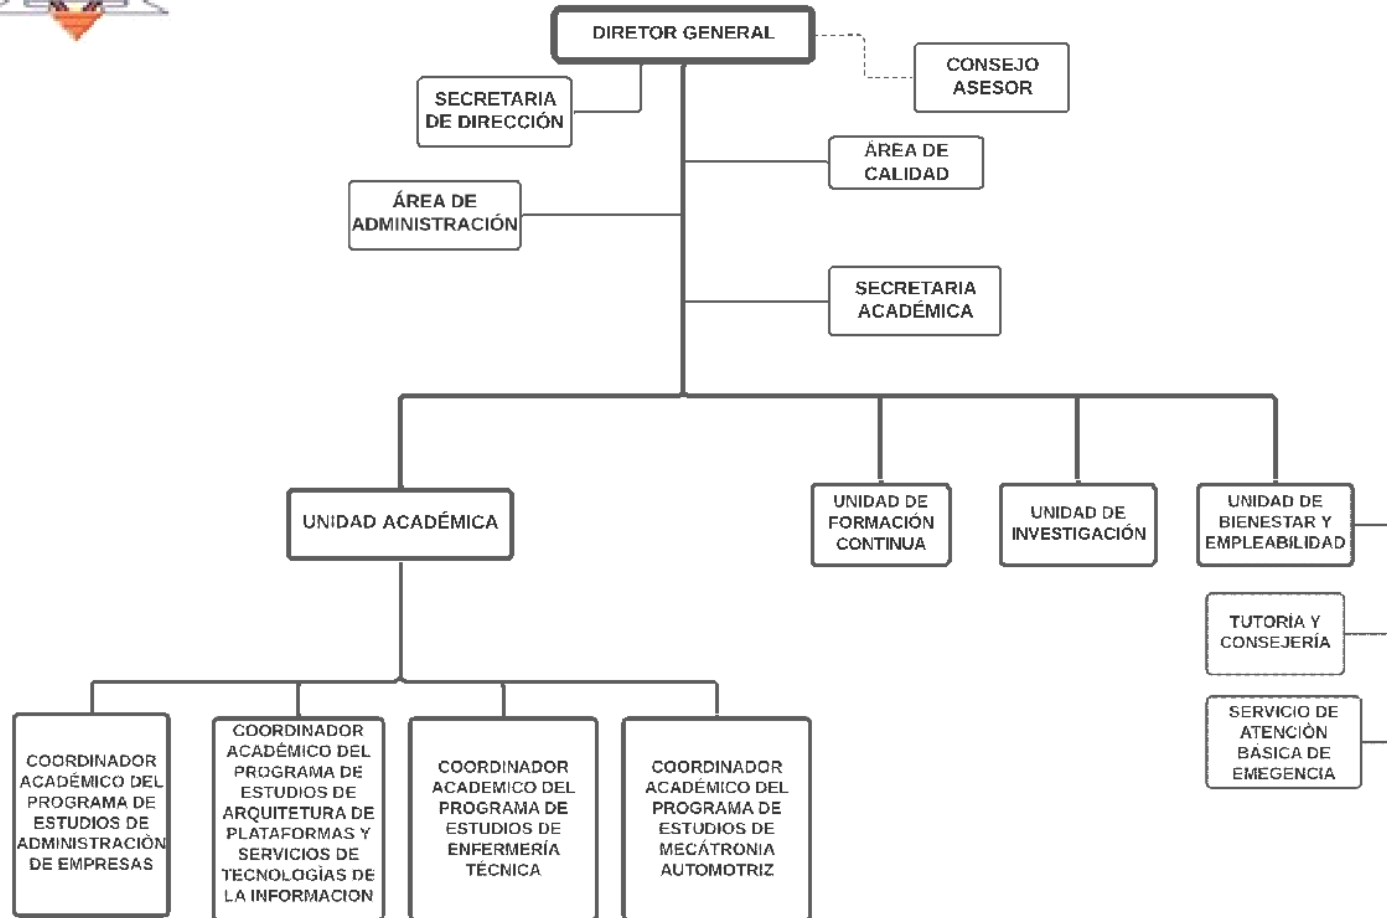 DIRETOR GENERAL
CONSEJO
ASESOR
SECRETARIA
DE DIRECCIÓN
ÁREA DE
CALIDAD
ÁREA DE
ADMINISTRACIÓN
SECRETARIA
ACADÉMICA
UNIDAD ACADÉMICA
UNIDAD DE
FORMACIÓN
CONTINUA
UNIDAD DE
INVESTIGACIÓN
UNIDAD DE
BIENESTAR Y
EMPLEABILIDAD
TUTORÍA Y
CONSEJERÍA
SERVICIO DE
ATENCIÓN
BÁSICA DE
EMEGENCIA
COORDINADOR
ACADÉMICO DEL
PROGRAMA DE
ESTUDIOS DE
ADMINISTRACIÓN
DE EMPRESAS
COORDINADOR
ACADÉMICO DEL
PROGRAMA DE
ESTUDIOS DE
ARQUITETURA DE
PLATAFORMAS Y
SERVICIOS DE
TECNOLOGÍAS DE
LA INFORMACION
COORDINADOR
ACADEMICO DEL
PROGRAMA DE
ESTUDIOS DE
ENFERMERÍA
TÉCNICA
COORDINADOR
ACADÉMICO DEL
PROGRAMA DE
ESTUDIOS DE
MECÁTRONIA
AUTOMOTRIZ